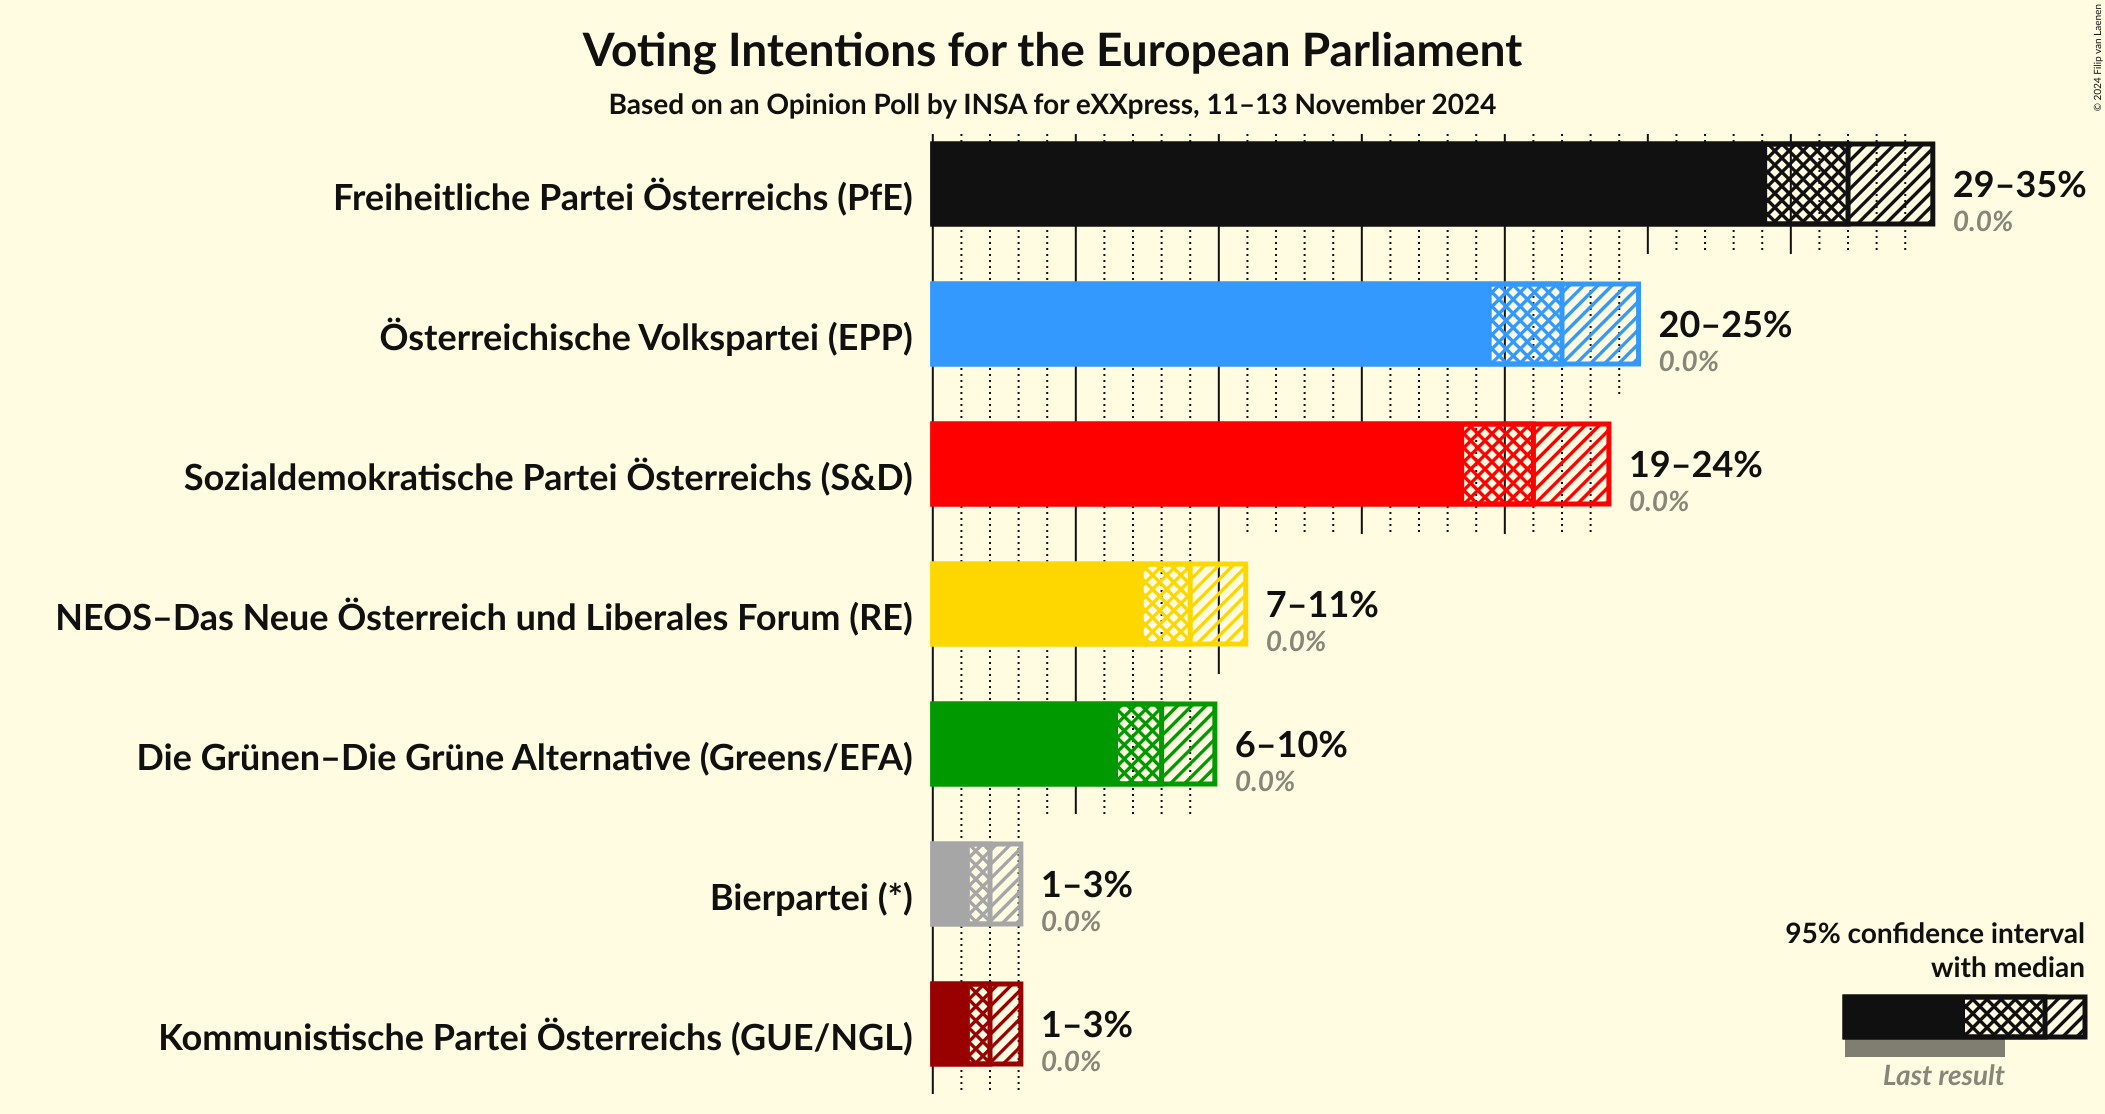 Voting Intentions for the European Parliament
Based on an Opinion Poll by INSA for eXXpress, 11–13 November 2024
© 2024 Filip van Laenen
Freiheitliche Partei Österreichs (PfE)
29–35%
0.0%
Österreichische Volkspartei (EPP)
20–25%
0.0%
Sozialdemokratische Partei Österreichs (S&D)
19–24%
0.0%
NEOS–Das Neue Österreich und Liberales Forum (RE)
7–11%
0.0%
Die Grünen–Die Grüne Alternative (Greens/EFA)
6–10%
0.0%
Bierpartei (*)
1–3%
0.0%
Kommunistische Partei Österreichs (GUE/NGL)
1–3%
0.0%
95% confidence interval
with median
Last result